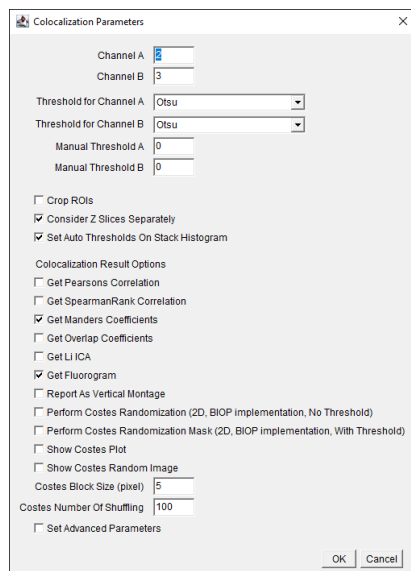 Colocalization Parameters
Channel A 2
Channel B 3
Threshold for Channel A Otsu
Threshold for Channel B Otsu
Manual Threshold A 0
Manual Threshold B 0
Crop ROIs
Consider Z Slices Separately
Set Auto Thresholds On Stack Histogram
Colocalization Result Options
Get Pearsons Correlation
Get SpearmanRank Correlation
Get Manders Coefficients
Get Overlap Coefficients
Get Li ICA
Get Fluorogram
Report As Vertical Montage
Perform Costes Randomization (2D, BIOP implementation, No Threshold)
Perform Costes Randomization Mask (2D, BIOP implementation, With Threshold)
Show Costes Plot
Show Costes Random Image
Costes Block Size (pixel) 5
Costes Number Of Shuffling 100
Set Advanced Parameters
OK Cancel